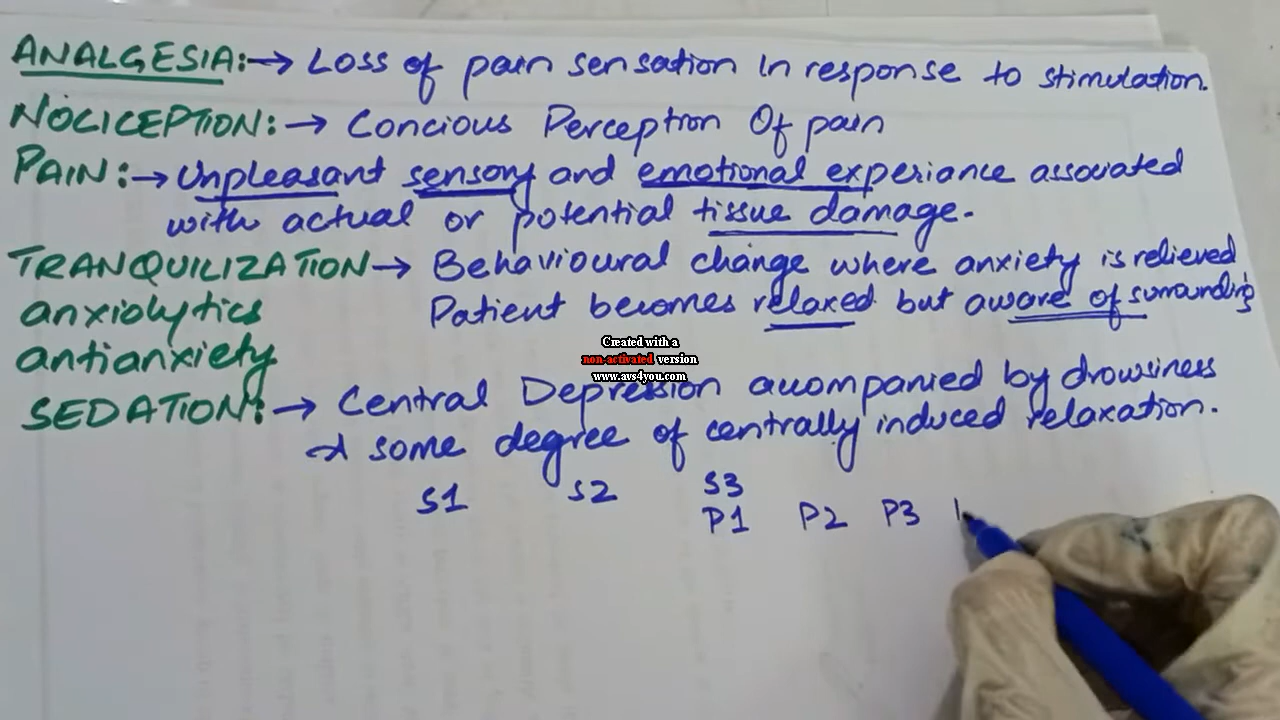 ANALGESIA:→ Loss of pain sensation in response to stimulation.
NOCICEPTION:→ Concious Perception Of pain
PAIN:→ Unpleasant sensory and emotional experiance associated
with actual or potential tissue damage.
TRANQUILIZATION→ Behavioural change where anxiety is relieved
anxiolytics Patient becomes relaxed but aware of surrounding's
antianxiety
Created with a
non-activated version
www.avs4you.com
SEDATION:→ Central Depression accompanied by drowsiness
some degree of centrally induced relaxation.
S1 S2 S3
P1 P2 P3